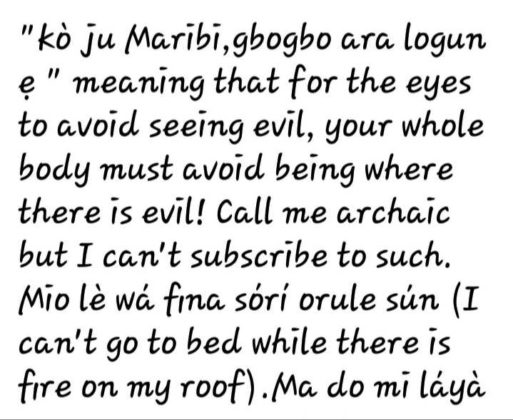 "kò ju Maribi,gbogbo ara logun
ẹ " meaning that for the eyes
to avoid seeing evil, your whole
body must avoid being where
there is evil! Call me archaic
but I can't subscribe to such.
Mio lè wá fina sórí orule sún (I
can't go to bed while there is
fire on my roof).Ma do mi láyà